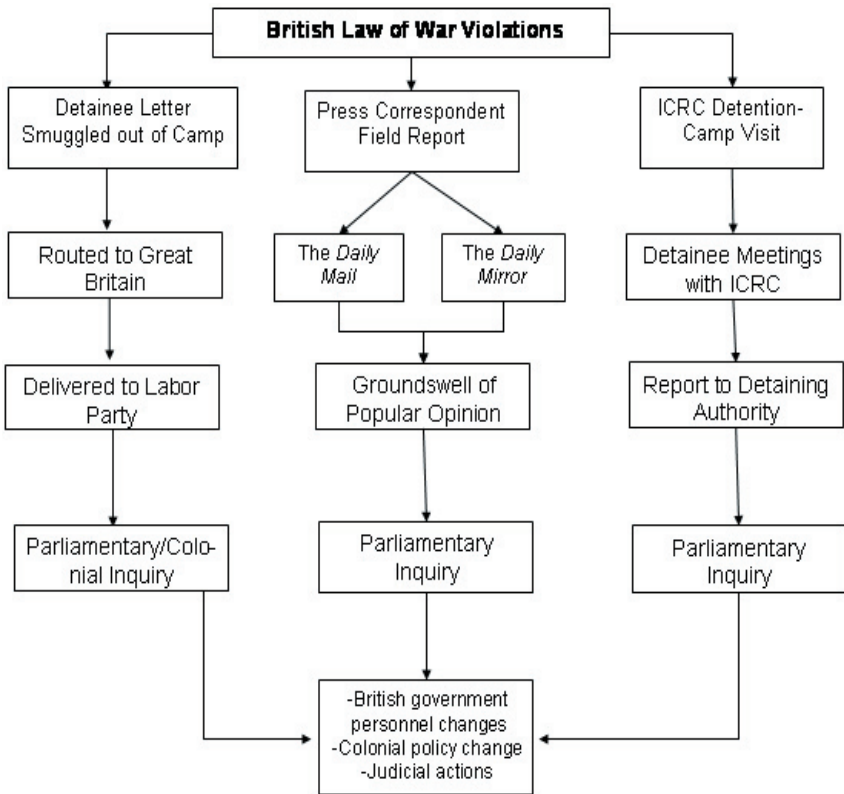 British Law of War Violations
Detainee Letter
Smuggled out of Camp
Press Correspondent
Field Report
ICRC Detention-
Camp Visit
Routed to Great
Britain
The Daily
Mail
The Daily
Mirror
Detainee Meetings
with ICRC
Delivered to Labor
Party
Groundswell of
Popular Opinion
Report to Detaining
Authority
Parliamentary/Colo-
nial Inquiry
Parliamentary
Inquiry
Parliamentary
Inquiry
-British government
personnel changes
-Colonial policy change
-Judicial actions